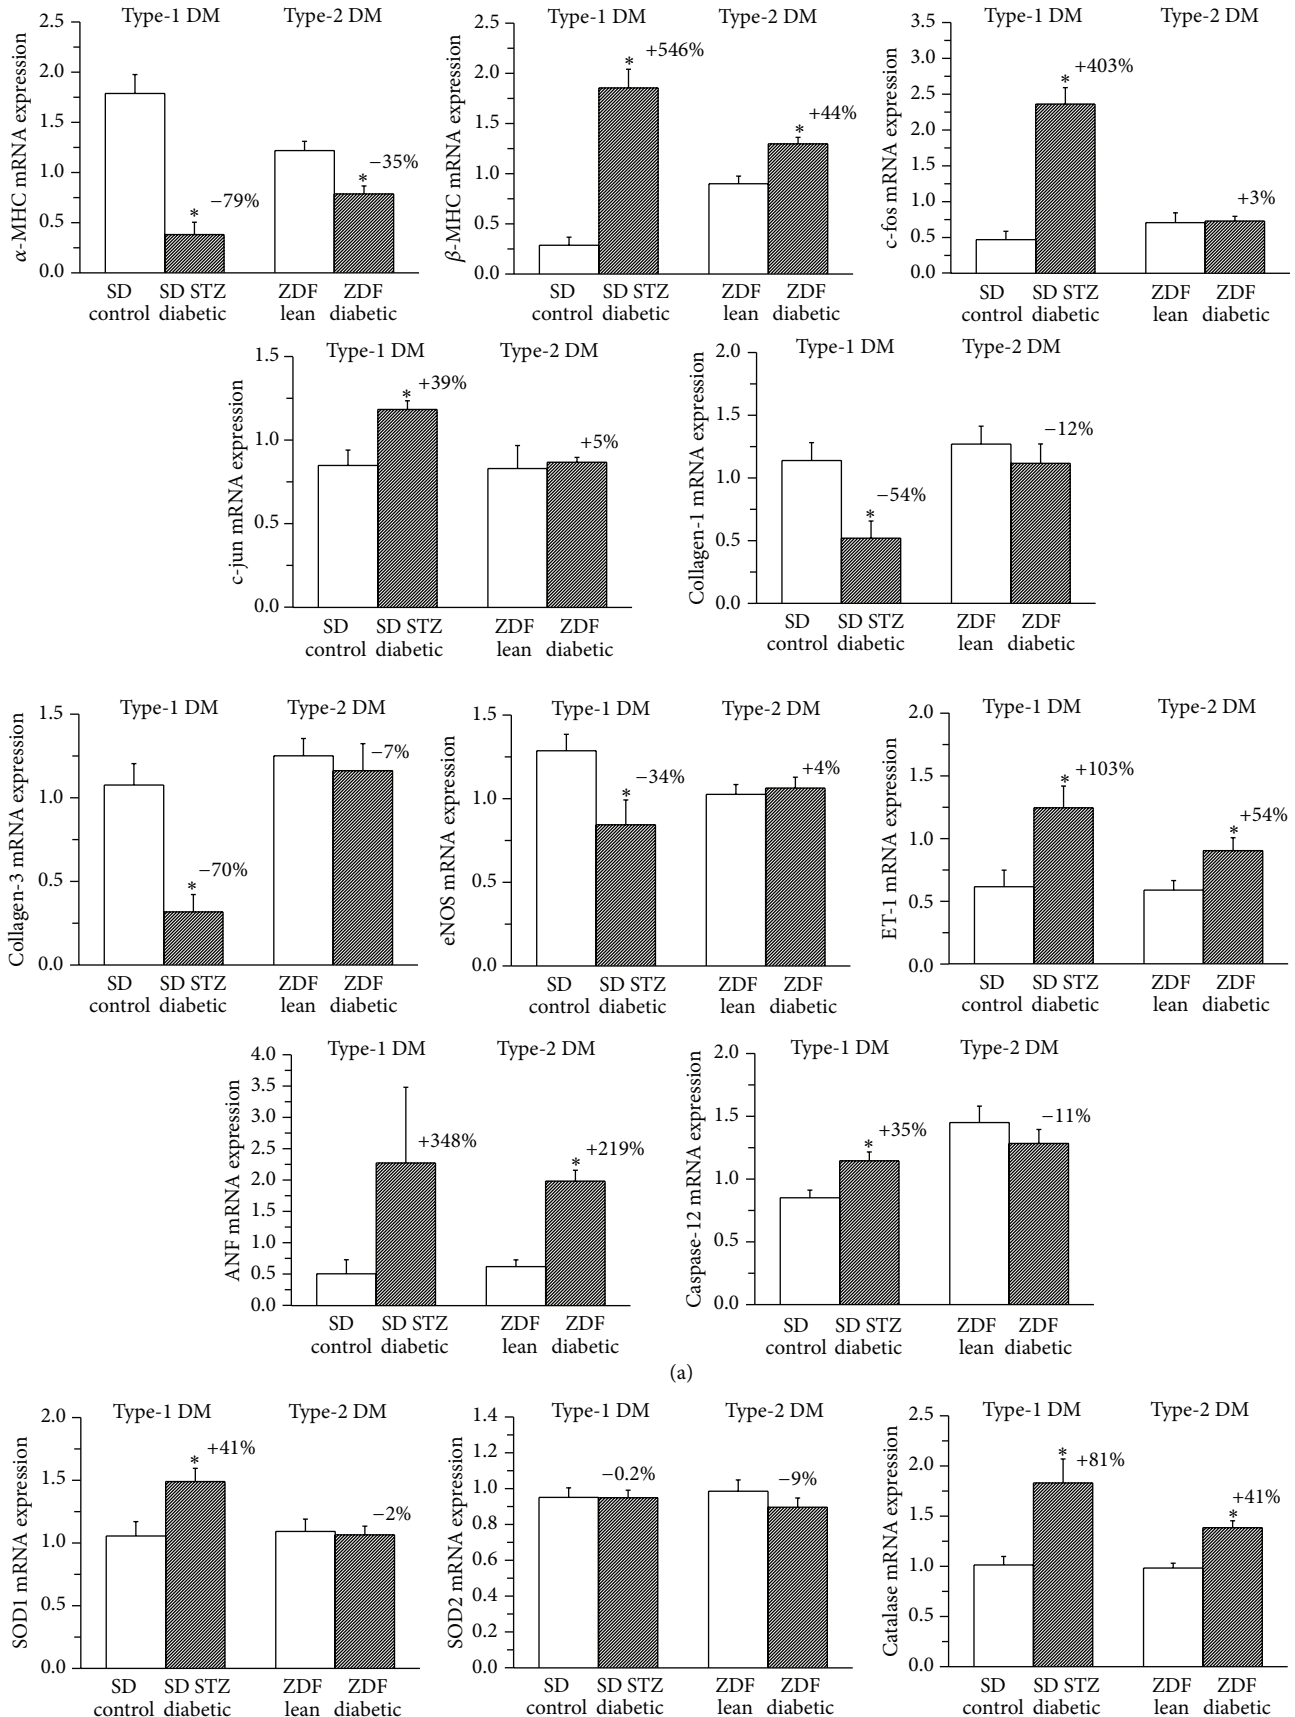 Type-1 DM Type-2 DM
α-MHC mRNA expression
2.5
2.0
1.5
1.0
0.5
0.0
−79%
*
−35%
*
SD SD STZ ZDF ZDF
control diabetic lean diabetic
Type-1 DM Type-2 DM
β-MHC mRNA expression
2.5
2.0
1.5
1.0
0.5
0.0
+546%
*
+44%
*
SD SD STZ ZDF ZDF
control diabetic lean diabetic
Type-1 DM Type-2 DM
c-fos mRNA expression
3.5
3.0
2.5
2.0
1.5
1.0
0.5
0.0
+403%
*
+3%
SD SD STZ ZDF ZDF
control diabetic lean diabetic
Type-1 DM Type-2 DM
c-jun mRNA expression
1.5
1.0
0.5
0.0
+39%
*
+5%
SD SD STZ ZDF ZDF
control diabetic lean diabetic
Type-1 DM Type-2 DM
Collagen-1 mRNA expression
2.0
1.5
1.0
0.5
0.0
−54%
*
−12%
SD SD STZ ZDF ZDF
control diabetic lean diabetic
Type-1 DM Type-2 DM
Collagen-3 mRNA expression
1.5
1.0
0.5
0.0
−70%
*
−7%
SD SD STZ ZDF ZDF
control diabetic lean diabetic
Type-1 DM Type-2 DM
eNOS mRNA expression
1.5
1.0
0.5
0.0
−34%
*
+4%
SD SD STZ ZDF ZDF
control diabetic lean diabetic
Type-1 DM Type-2 DM
ET-1 mRNA expression
2.0
1.5
1.0
0.5
0.0
+103%
*
+54%
*
SD SD STZ ZDF ZDF
control diabetic lean diabetic
Type-1 DM Type-2 DM
ANF mRNA expression
4.0
3.5
3.0
2.5
2.0
1.5
1.0
0.5
0.0
+348%
* +219%
SD SD STZ ZDF ZDF
control diabetic lean diabetic
Type-1 DM Type-2 DM
Caspase-12 mRNA expression
2.0
1.5
1.0
0.5
0.0
+35%
*
−11%
SD SD STZ ZDF ZDF
control diabetic lean diabetic
(a)
Type-1 DM Type-2 DM
SOD1 mRNA expression
2.0
1.5
1.0
0.5
0.0
+41%
*
−2%
SD SD STZ ZDF ZDF
control diabetic lean diabetic
Type-1 DM Type-2 DM
SOD2 mRNA expression
1.4
1.2
1.0
0.8
0.6
0.4
0.2
0.0
−0.2%
−9%
SD SD STZ ZDF ZDF
control diabetic lean diabetic
Type-1 DM Type-2 DM
Catalase mRNA expression
2.5
2.0
1.5
1.0
0.5
0.0
*
+81%
+41%
*
SD SD STZ ZDF ZDF
control diabetic lean diabetic